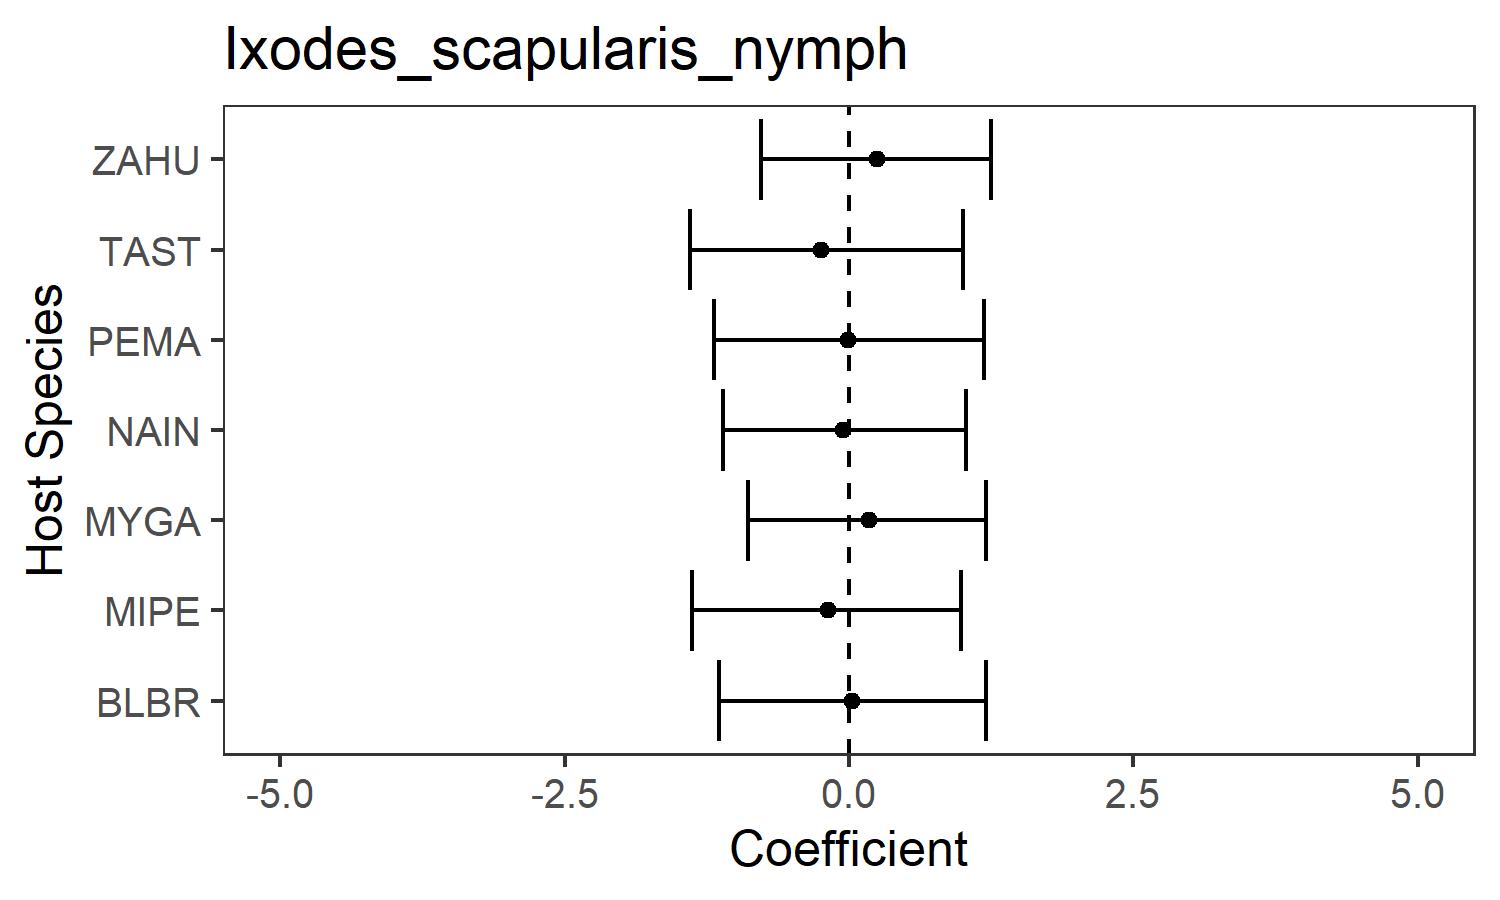 Ixodes_scapularis_nymph
Host Species
ZAHU
TAST
PEMA
NAIN
MYGA
MIPE
BLBR
-5.0 -2.5 0.0 2.5 5.0
Coefficient